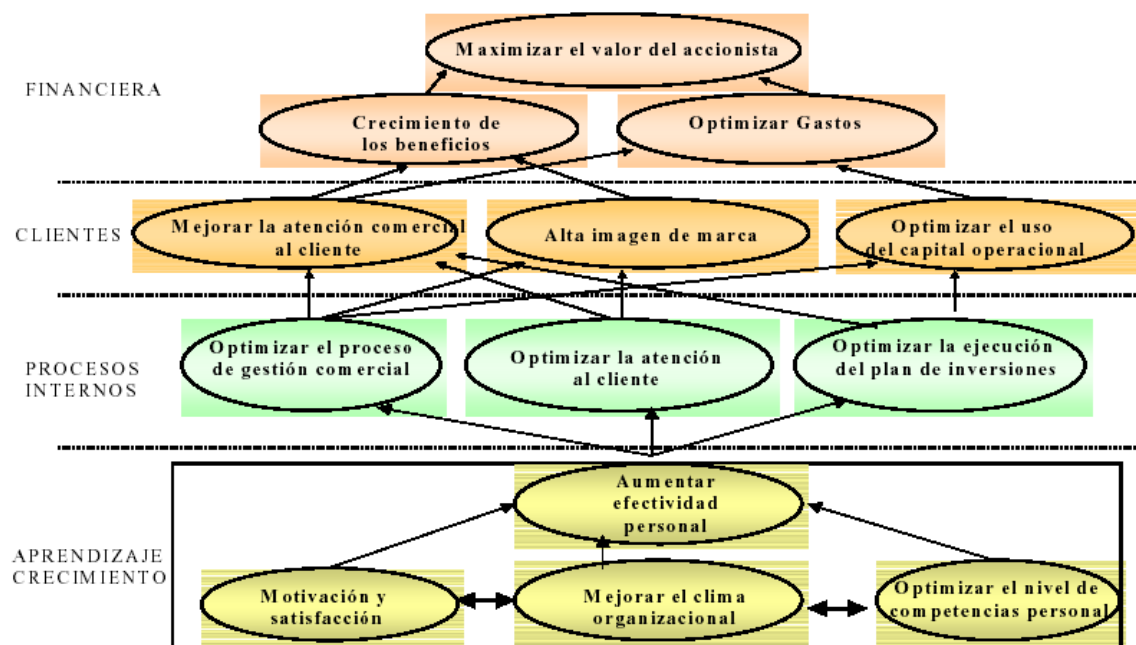 Maximizar el valor del accionista
FINANCIERA
Crecimiento de
los beneficios
Optimizar Gastos
CLIENTES
Mejorar la atención comercial
al cliente
Alta imagen de marca
Optimizar el uso
del capital operacional
PROCESOS
INTERNOS
Optimizar el proceso
de gestión comercial
Optimizar la atención
al cliente
Optimizar la ejecución
del plan de inversiones
Aumentar
efectividad
personal
APRENDIZAJE
CRECIMIENTO
Motivación y
satisfacción
Mejorar el clima
organizacional
Optimizar el nivel de
competencias personal